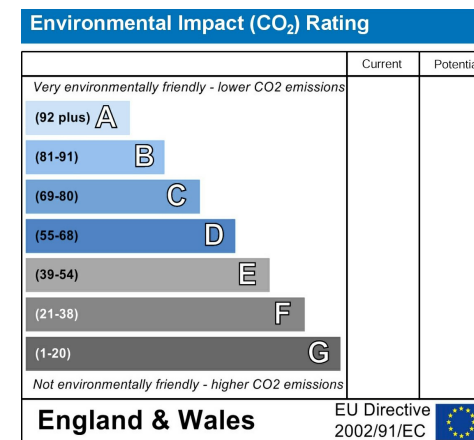 Environmental Impact (CO₂) Rating
Current Potentia
Very environmentally friendly - lower CO2 emissions
(92 plus) A
(81-91) B
(69-80) C
(55-68) D
(39-54) E
(21-38) F
(1-20) G
Not environmentally friendly - higher CO2 emissions
England & Wales
EU Directive
2002/91/EC